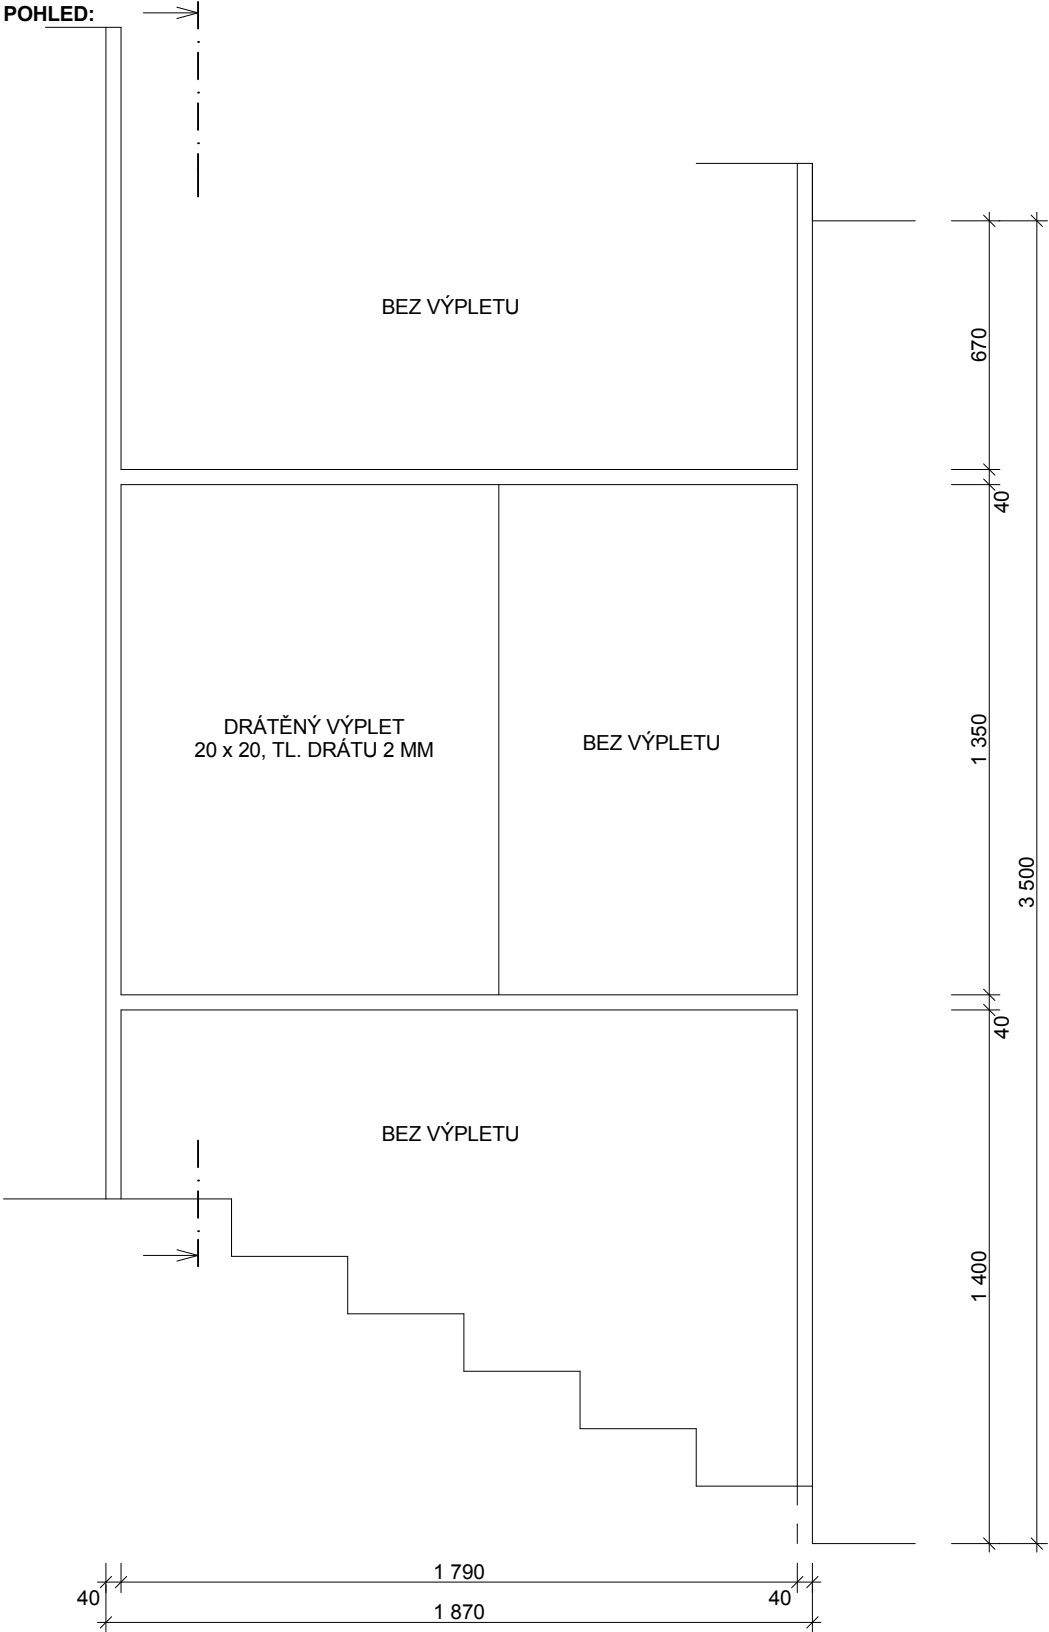 POHLED:
BEZ VÝPLETU
670
40
DRÁTĚNÝ VÝPLET
20 x 20, TL. DRÁTU 2 MM
BEZ VÝPLETU
1 350
3 500
40
BEZ VÝPLETU
1 400
1 790
40
40
1 870